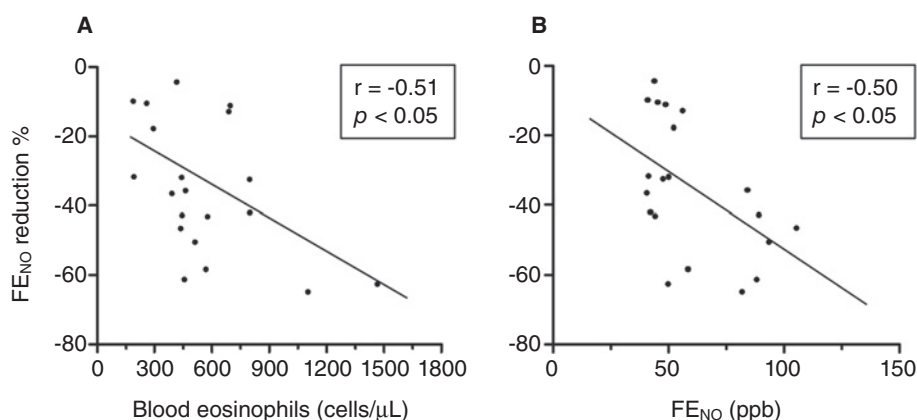 A
B
r = -0.51
p < 0.05
r = -0.50
p < 0.05
FENO reduction %
0
-20
-40
-60
-80
0
-20
-40
-60
-80
0 300 600 900 1200 1500 1800
0 50 100 150
Blood eosinophils (cells/μL)
FENO (ppb)